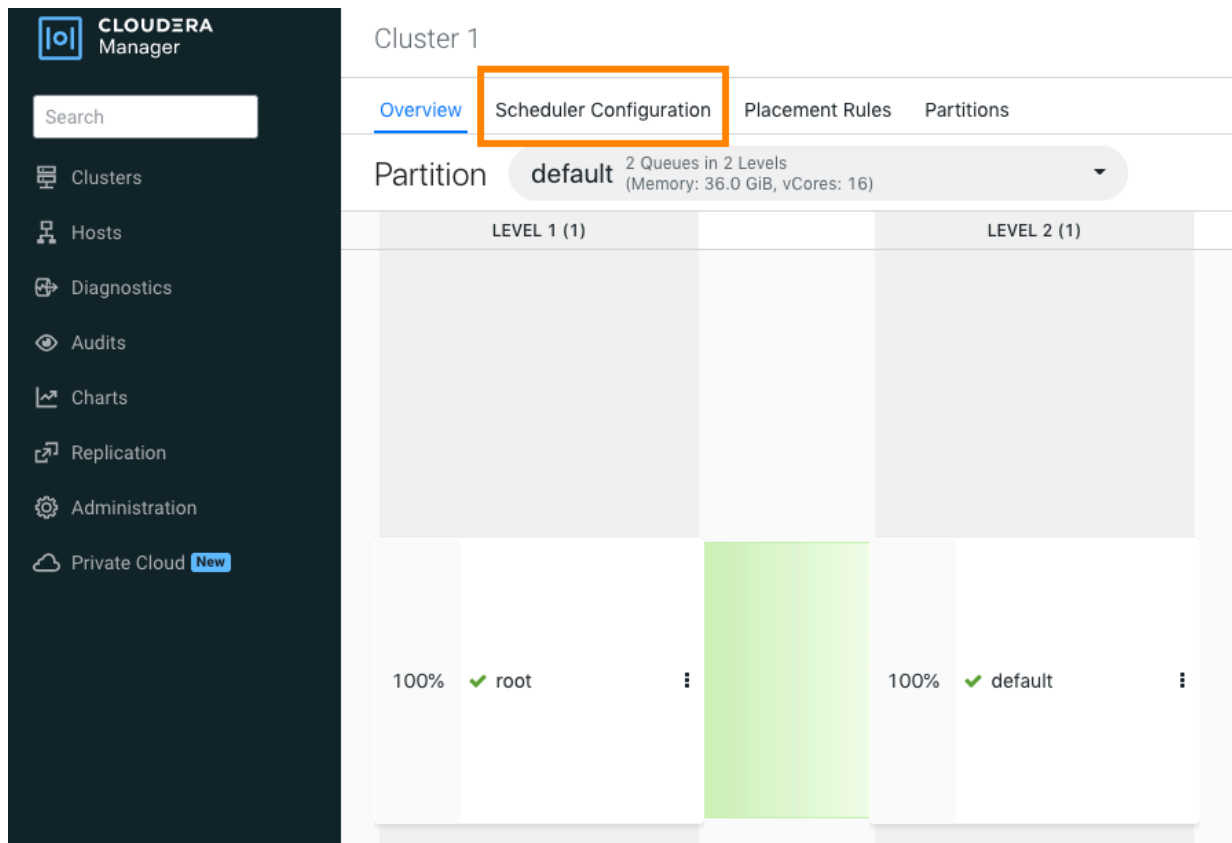 CLOUDERA
Manager
Search
Clusters
Hosts
Diagnostics
Audits
Charts
Replication
Administration
Private Cloud New
Cluster 1
Overview Scheduler Configuration Placement Rules Partitions
Partition default 2 Queues in 2 Levels
(Memory: 36.0 GiB, vCores: 16)
LEVEL 1 (1) LEVEL 2 (1)
100% root 100% default